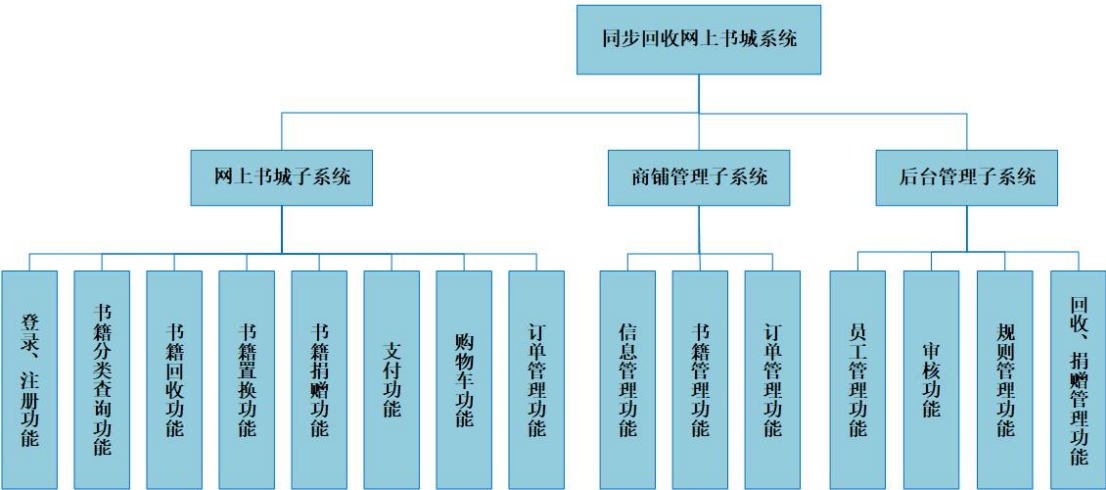 同步回收网上书城系统
网上书城子系统
商铺管理子系统
后台管理子系统
登录、注册功能
书籍分类查询功能
书籍回收功能
书籍置换功能
书籍捐赠功能
支付功能
购物车功能
订单管理功能
信息管理功能
书籍管理功能
订单管理功能
员工管理功能
审核功能
规则管理功能
回收、捐赠管理功能